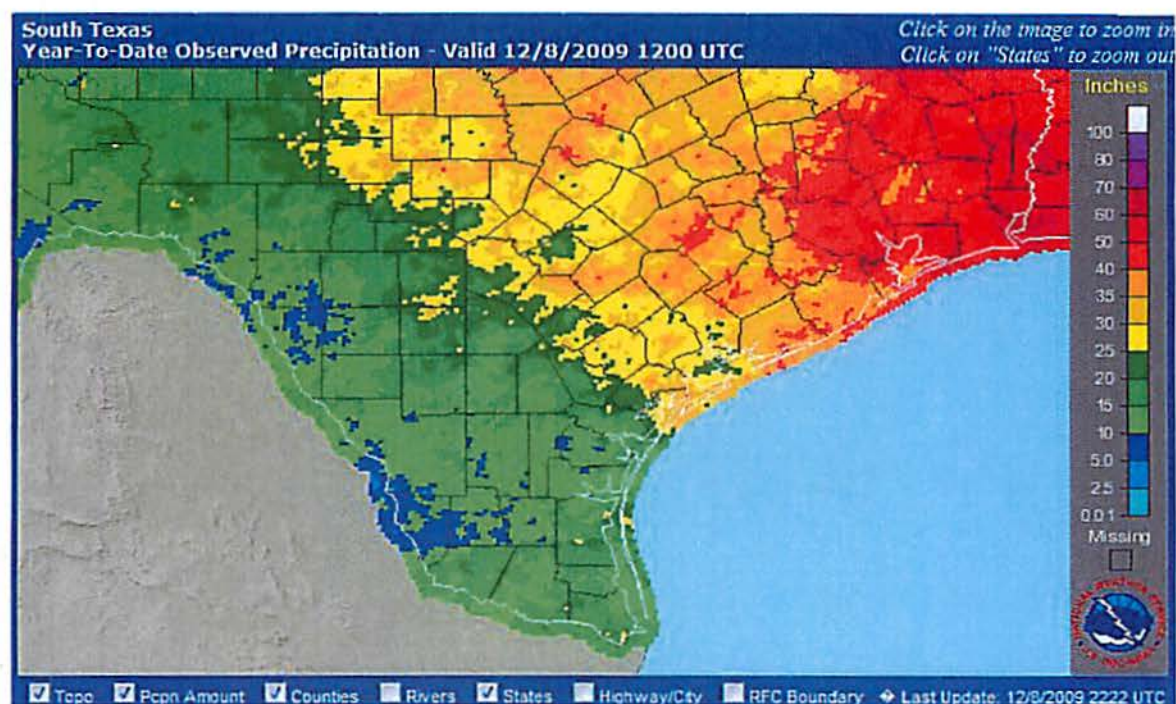 South Texas
Year-To-Date Observed Precipitation - Valid 12/8/2009 1200 UTC
Click on the image to zoom in
Click on "States" to zoom out
Inches
100
80
70
60
50
40
35
30
25
20
15
10
5.0
2.5
0.01
Missing
NATIONAL WEATHER SERVICE
Topo Pcpn Amount Counties Rivers States Highway/City RFC Boundary Last Update: 12/8/2009 2222 UTC